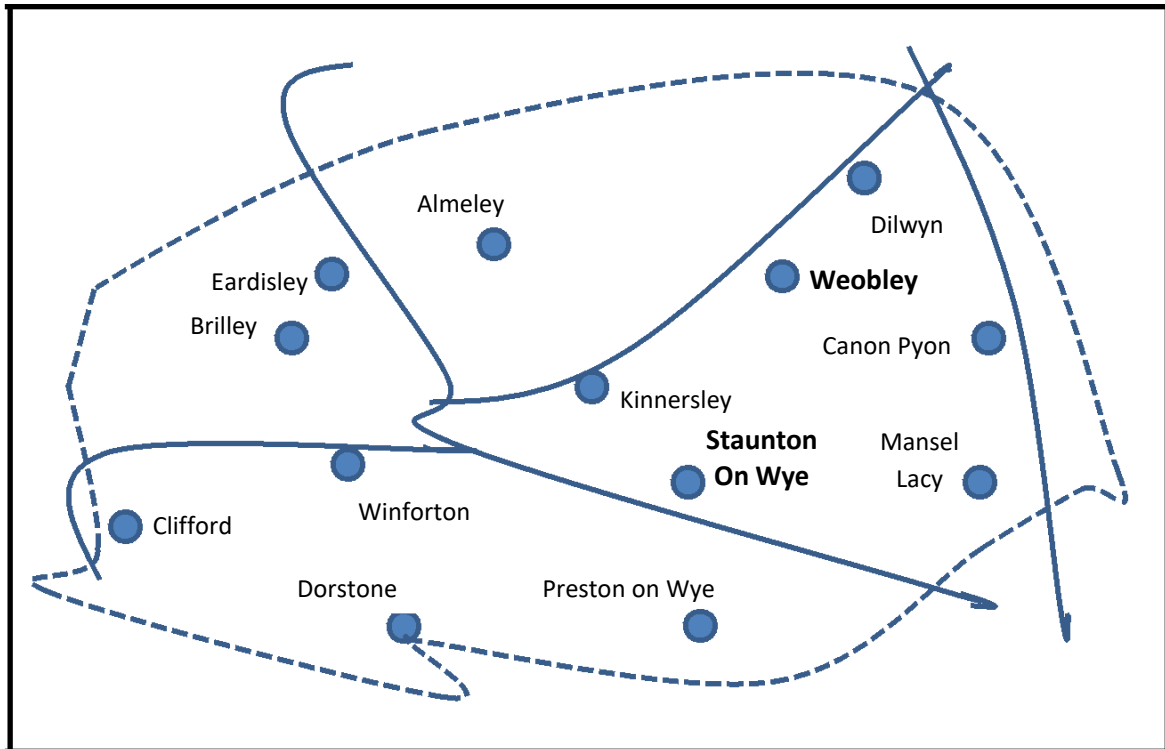 Almeley
Dilwyn
Eardisley
Weobley
Brilley
Canon Pyon
Kinnersley
Staunton
On Wye
Mansel
Lacy
Winforton
Clifford
Dorstone
Preston on Wye